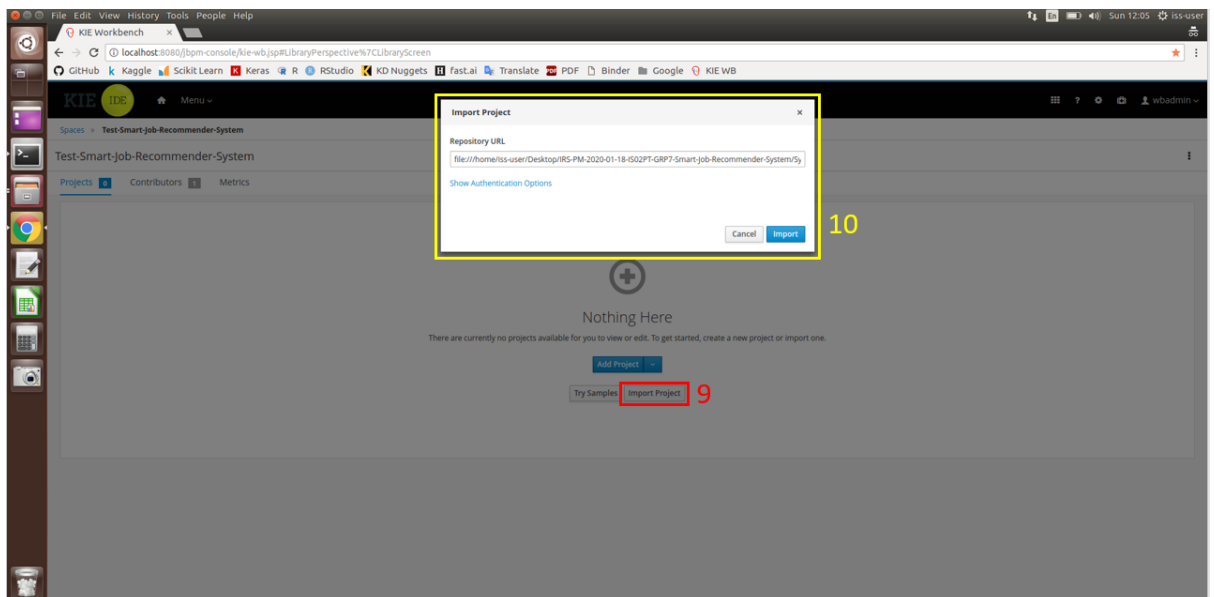 File Edit View History Tools People Help
En
Sun 12:05
iss-user
KIE Workbench
localhost:8080/jbpm-console/kie-wb.jsp#LibraryPerspective%7CLibraryScreen
GitHub Kaggle Scikit Learn Keras R RStudio KD Nuggets fast.ai Translate PDF Binder Google KIE WB
KIE IDE Menu
wbadmin
Spaces > Test-Smart-Job-Recommender-System
Test-Smart-Job-Recommender-System
Projects 0 Contributors 1 Metrics
Import Project
Repository URL
file:///home/iss-user/Desktop/IRS-PM-2020-01-18-IS02PT-GRP7-Smart-Job-Recommender-System/Sy
Show Authentication Options
Cancel Import
10
Nothing Here
There are currently no projects available for you to view or edit. To get started, create a new project or import one.
Add Project
Try Samples Import Project 9